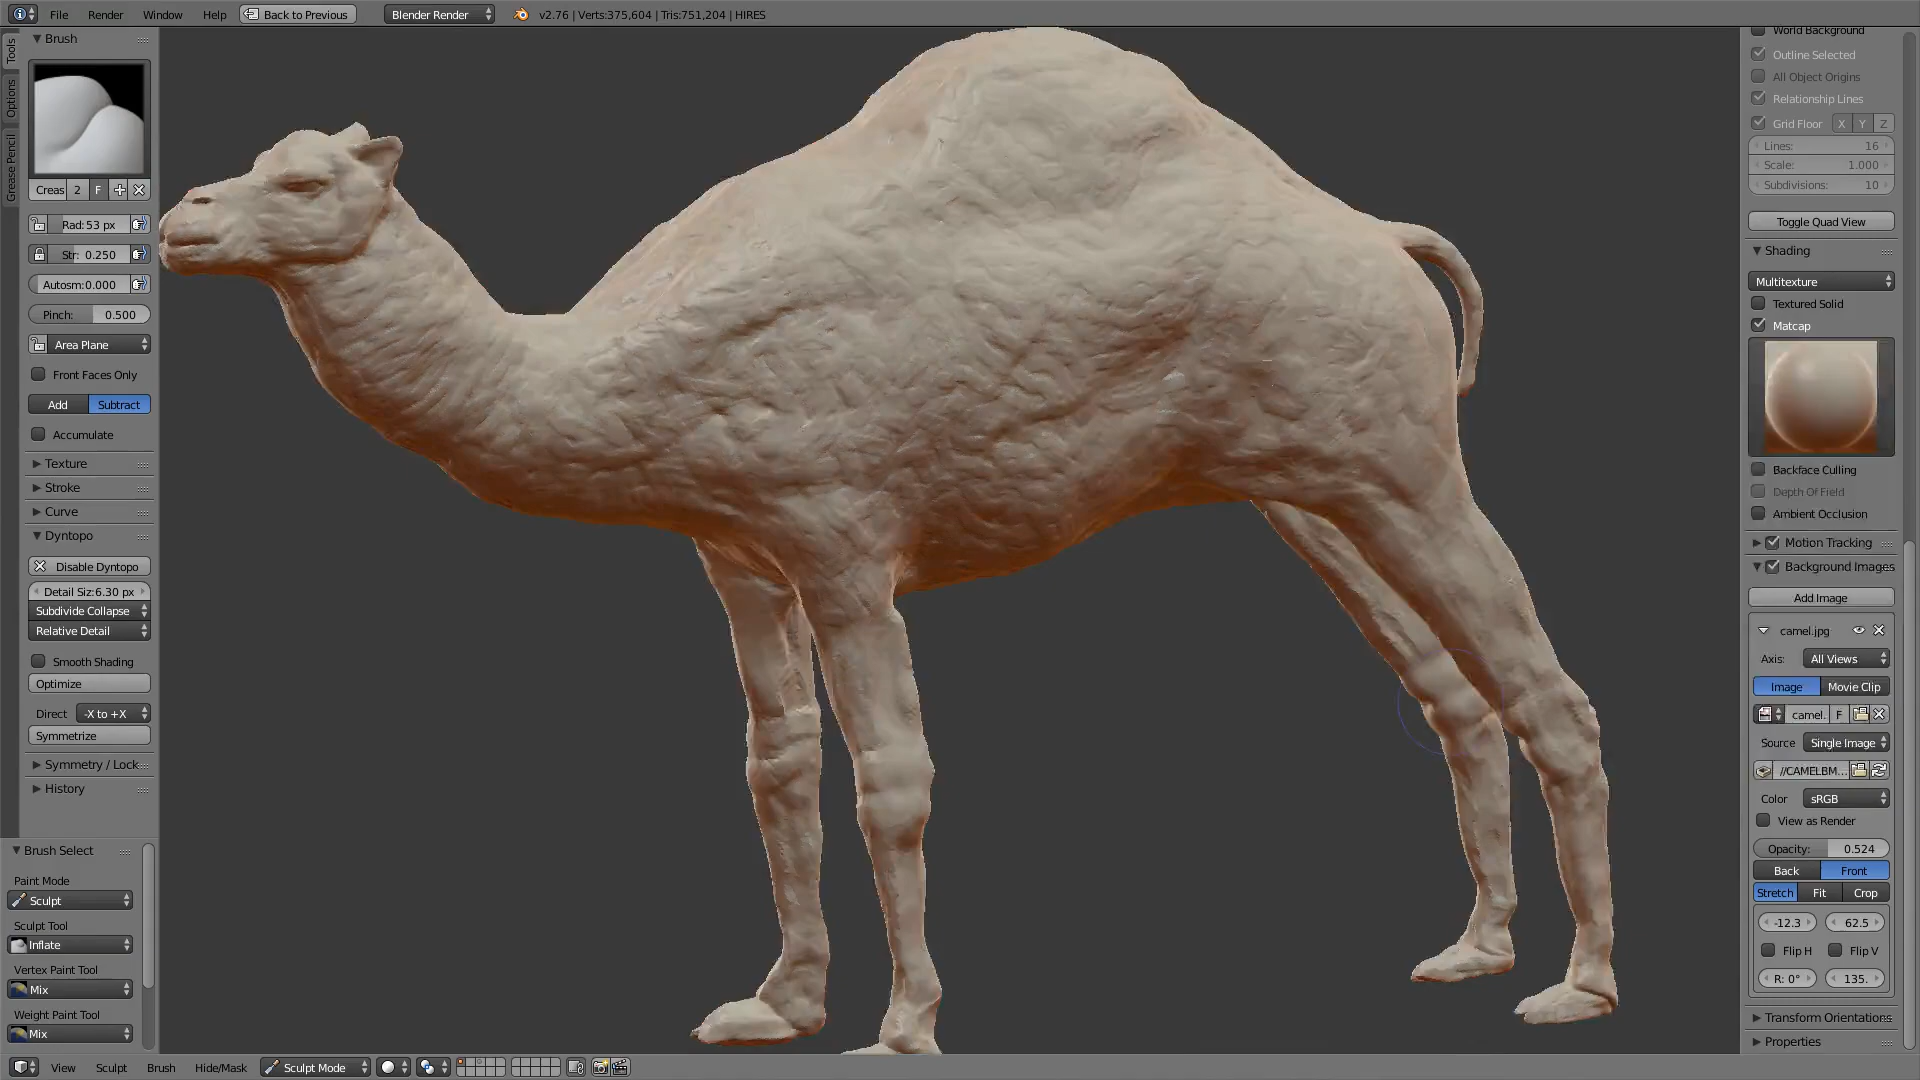 File Render Window Help Back to Previous Blender Render v2.76 | Verts:375,604 | Tris:751,204 | HIRES
Tools
Options
Grease Pencil
Brush
Creas 2 F
Rad: 53 px
Str: 0.250
Autosm:0.000
Pinch: 0.500
Area Plane
Front Faces Only
Add Subtract
Accumulate
Texture
Stroke
Curve
Dyntopo
Disable Dyntopo
Detail Siz:6.30 px
Subdivide Collapse
Relative Detail
Smooth Shading
Optimize
Direct -X to +X
Symmetrize
Symmetry / Lock
History
Brush Select
Paint Mode
Sculpt
Sculpt Tool
Inflate
Vertex Paint Tool
Mix
Weight Paint Tool
Mix
World Background
Outline Selected
All Object Origins
Relationship Lines
Grid Floor X Y Z
Lines: 16
Scale: 1.000
Subdivisions: 10
Toggle Quad View
Shading
Multitexture
Textured Solid
Matcap
Backface Culling
Depth Of Field
Ambient Occlusion
Motion Tracking
Background Images
Add Image
camel.jpg
Axis: All Views
Image Movie Clip
camel. F
Source Single Image
//CAMELBM...
Color sRGB
View as Render
Opacity: 0.524
Back Front
Stretch Fit Crop
-12.3 62.5
Flip H Flip V
R: 0° 135.
Transform Orientations
Properties
View Sculpt Brush Hide/Mask Sculpt Mode